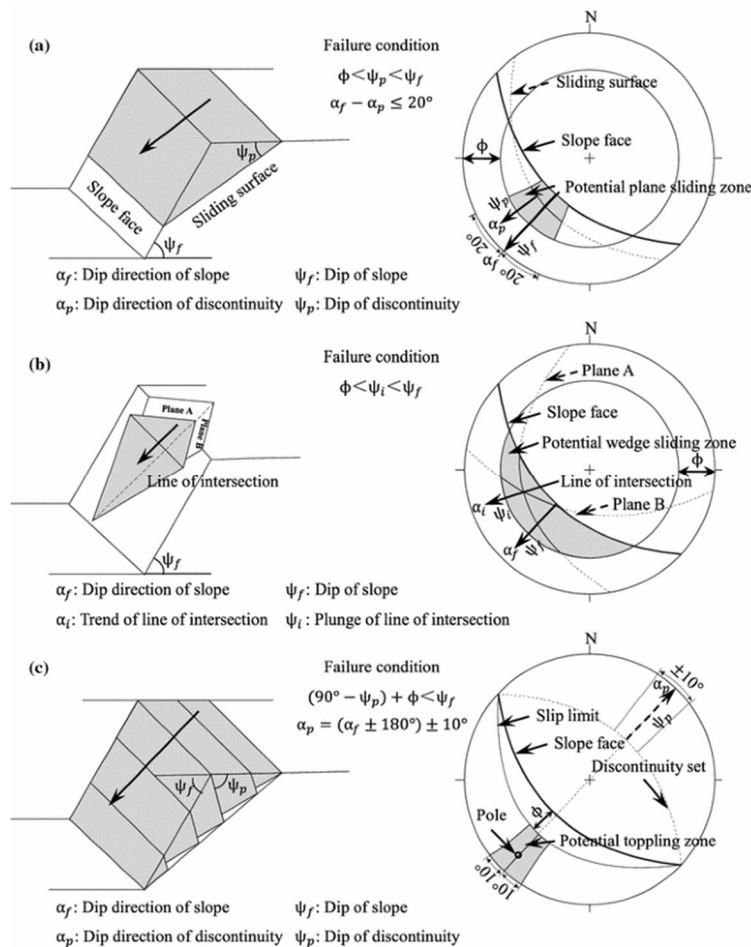 (a)
Failure condition
ϕ<ψp<ψf
αf − αp ≤ 20°
ψp
Slope face
Sliding surface
ψf
N
Sliding surface
Slope face
ϕ
Potential plane sliding zone
ψp
αp
ψf
20° αf 20°
αf: Dip direction of slope
ψf: Dip of slope
αp: Dip direction of discontinuity
ψp: Dip of discontinuity
(b)
Failure condition
ϕ<ψi<ψf
Plane A
Plane B
Line of intersection
ψf
N
Plane A
Slope face
Potential wedge sliding zone
ϕ
Line of intersection
αi
ψi
Plane B
αf
ψf
αf: Dip direction of slope
ψf: Dip of slope
αi: Trend of line of intersection
ψi: Plunge of line of intersection
(c)
Failure condition
(90° − ψp) + ϕ<ψf
αp = (αf ± 180°) ± 10°
ψf
ψp
N
±10°
αp
ψp
Slip limit
Slope face
Discontinuity set
ϕ
Pole
Potential toppling zone
10°10°
αf: Dip direction of slope
ψf: Dip of slope
αp: Dip direction of discontinuity
ψp: Dip of discontinuity